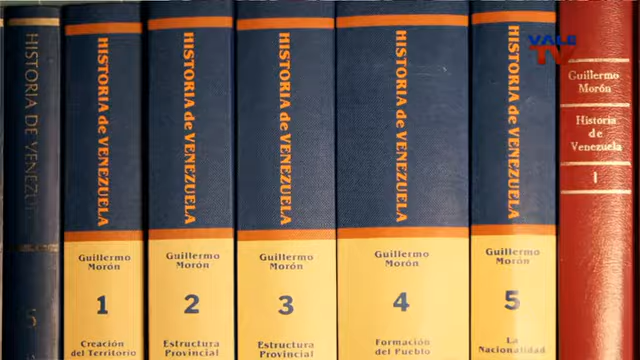 HISTORIA DE VENEZU
5
HISTORIA de VENEZUELA
Guillermo
Morón
1
Creación
del Territorio
HISTORIA de VENEZUELA
Guillermo
Morón
2
Estructura
Provincial
HISTORIA de VENEZUELA
Guillermo
Morón
3
Estructura
Provincial
HISTORIA de VENEZUELA
Guillermo
Morón
4
Formación
del Pueblo
HISTORIA de VENEZUELA
Guillermo
Morón
5
La
Nacionalidad
VALE
TV
Guillermo
Morón
Historia
de
Venezuela
1